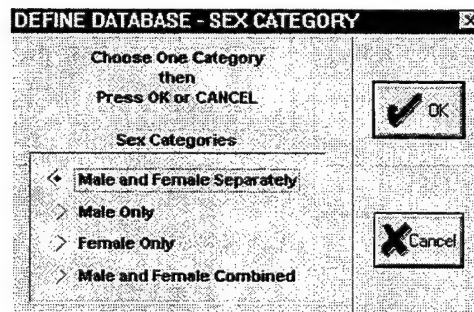 DEFINE DATABASE - SEX CATEGORY
Choose One Category
then
Press OK or CANCEL
OK
Sex Categories
Male and Female Separately
Male Only
Female Only
Cancel
Male and Female Combined